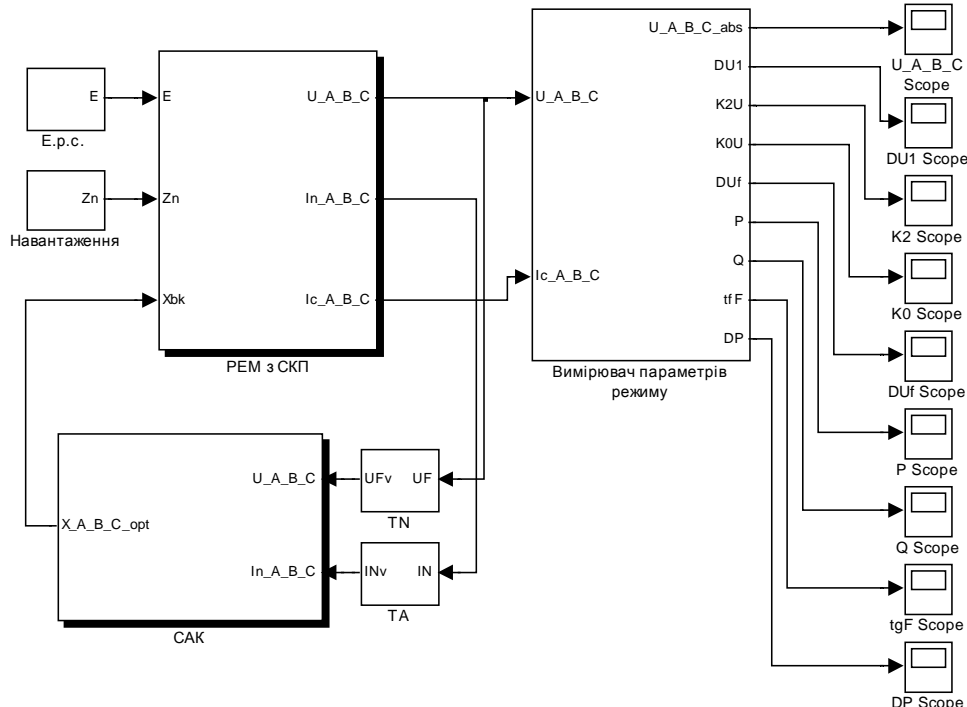 E
Е.р.с.
Zn
Навантаження
E
Zn
Xbk
U_A_B_C
In_A_B_C
Ic_A_B_C
РЕМ з СКП
U_A_B_C
Ic_A_B_C
U_A_B_C_abs
DU1
K2U
K0U
DUf
P
Q
tfF
DP
Вимірювач параметрів
режиму
X_A_B_C_opt
U_A_B_C
In_A_B_C
САК
UFv
UF
TN
INv
IN
TA
U_A_B_C
Scope
DU1 Scope
K2 Scope
K0 Scope
DUf Scope
P Scope
Q Scope
tgF Scope
DP Scope